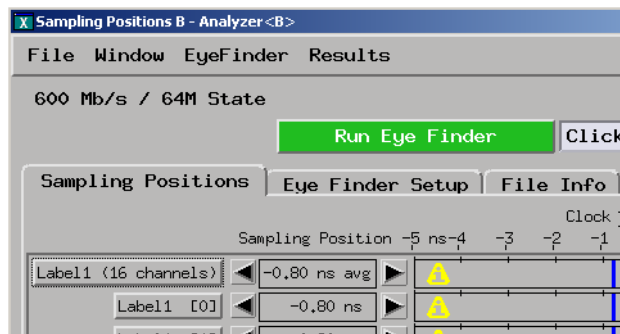 Sampling Positions B - Analyzer<B>
File Window EyeFinder Results
600 Mb/s / 64M State
Run Eye Finder Click
Sampling Positions Eye Finder Setup File Info
Clock
Sampling Position -5 ns-4 -3 -2 -1
Label1 (16 channels) -0.80 ns avg
Label1 [0] -0.80 ns